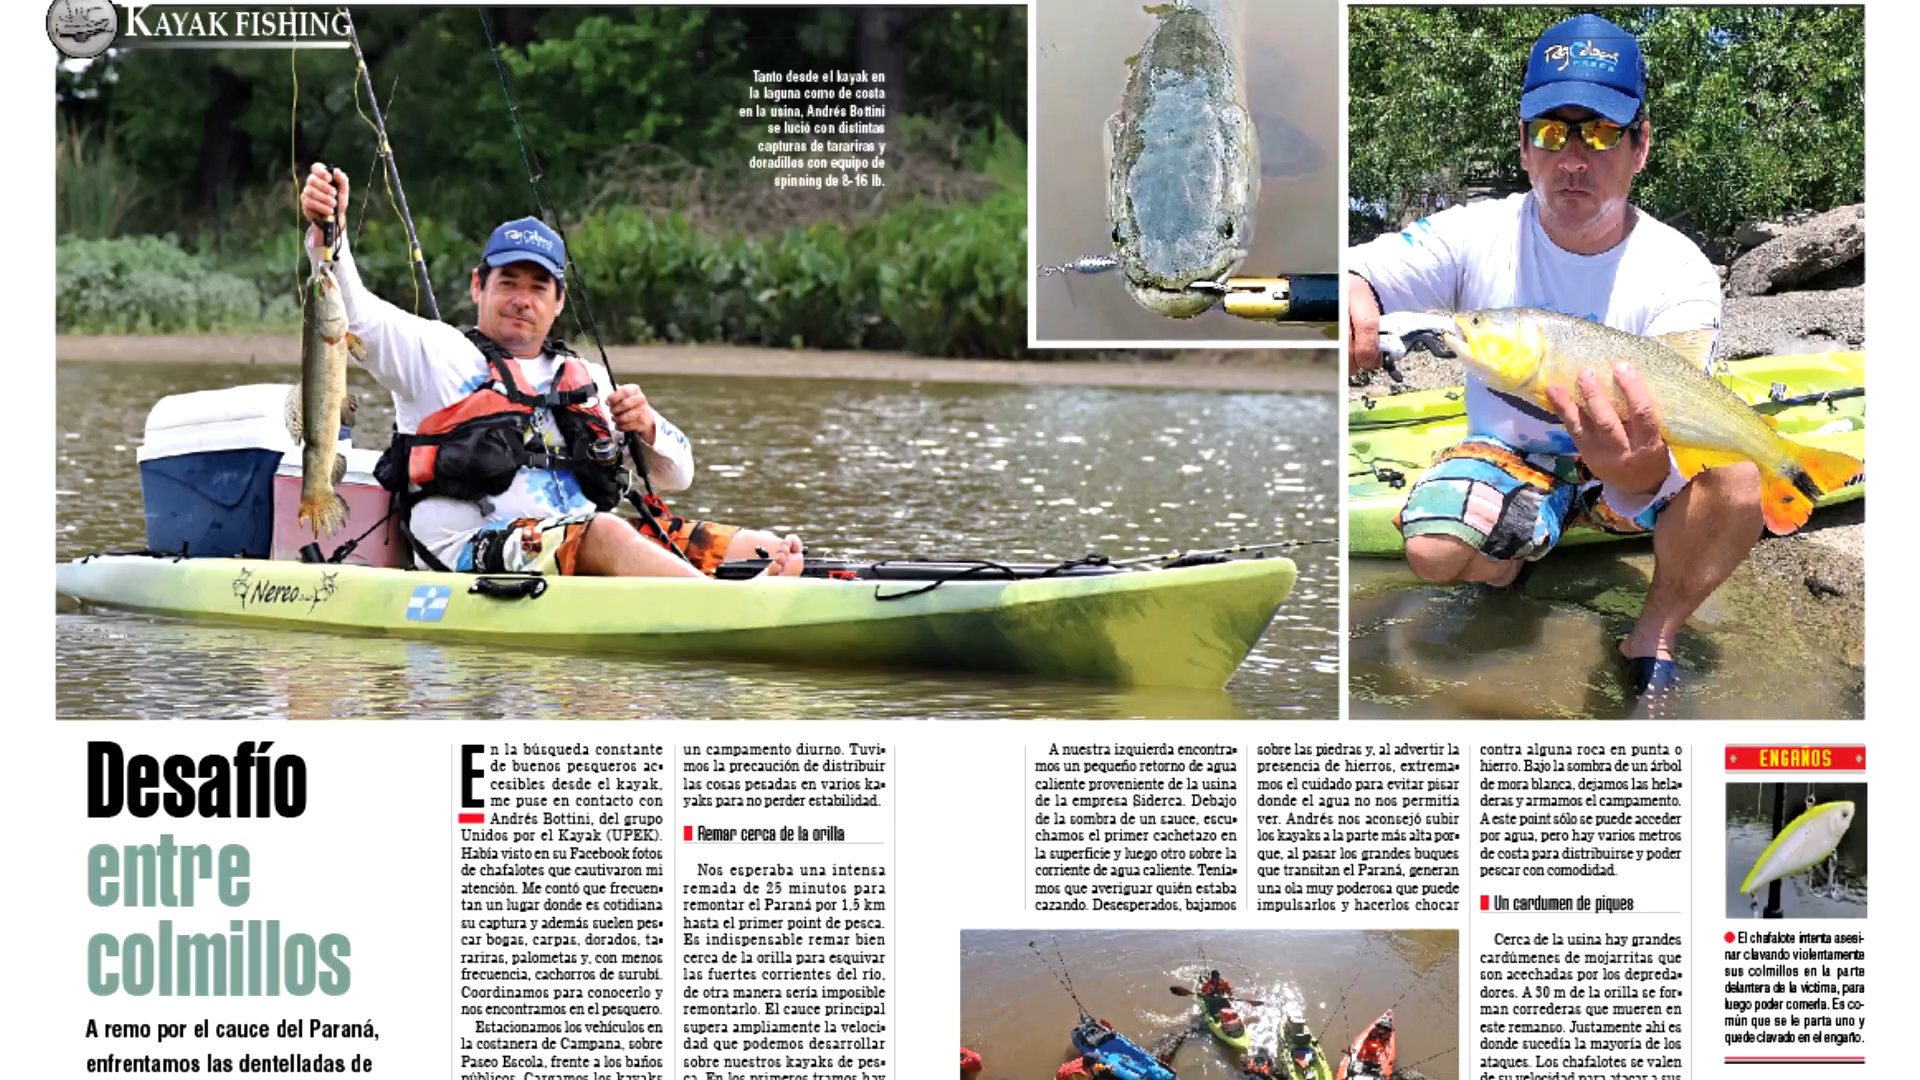 KAYAK FISHING
Tanto desde el kayak en
la laguna como de costa
en la usina, Andrés Bottini
se lució con distintas
capturas de tarariras y
doradillos con equipo de
spinning de 8-16 lb.
Nereo
Desafío
entre
colmillos
A remo por el cauce del Paraná,
enfrentamos las dentelladas de
En la búsqueda constante
de buenos pesqueros ac-
cesibles desde el kayak,
me puse en contacto con
Andrés Bottini, del grupo
Unidos por el Kayak (UPEK).
Había visto en su Facebook fotos
de chafalotes que cautivaron mi
atención. Me contó que frecuen-
tan un lugar donde es cotidiana
su captura y además suelen pes-
car bogas, carpas, dorados, ta-
rariras, palometas y, con menos
frecuencia, cachorros de surubí.
Coordinamos para conocerlo y
nos encontramos en el pesquero.
Estacionamos los vehículos en
la costanera de Campana, sobre
Paseo Escola, frente a los baños
públicos. Cargamos los kayaks
un campamento diurno. Tuvi-
mos la precaución de distribuir
las cosas pesadas en varios ka-
yaks para no perder estabilidad.
Remar cerca de la orilla
Nos esperaba una intensa
remada de 25 minutos para
remontar el Paraná por 1,5 km
hasta el primer point de pesca.
Es indispensable remar bien
cerca de la orilla para esquivar
las fuertes corrientes del río,
de otra manera sería imposible
remontarlo. El cauce principal
supera ampliamente la veloci-
dad que podemos desarrollar
sobre nuestros kayaks de pes-
ca. En los primeros tramos hay
A nuestra izquierda encontra-
mos un pequeño retorno de agua
caliente proveniente de la usina
de la empresa Siderca. Debajo
de la sombra de un sauce, escu-
chamos el primer cachetazo en
la superficie y luego otro sobre la
corriente de agua caliente. Tenía-
mos que averiguar quién estaba
cazando. Desesperados, bajamos
sobre las piedras y, al advertir la
presencia de hierros, extrema-
mos el cuidado para evitar pisar
donde el agua no nos permitía
ver. Andrés nos aconsejó subir
los kayaks a la parte más alta por-
que, al pasar los grandes buques
que transitan el Paraná, generan
una ola muy poderosa que puede
impulsarlos y hacerlos chocar
contra alguna roca en punta o
hierro. Bajo la sombra de un árbol
de mora blanca, dejamos las hela-
deras y armamos el campamento.
A este point sólo se puede acceder
por agua, pero hay varios metros
de costa para distribuirse y poder
pescar con comodidad.
Un cardumen de piques
Cerca de la usina hay grandes
cardúmenes de mojarritas que
son acechadas por los depreda-
dores. A 30 m de la orilla se for-
man correderas que mueren en
este remanso. Justamente ahí es
donde sucedía la mayoría de los
ataques. Los chafalotes se valen
de su velocidad para atacar a sus
ENGAÑOS
El chafalote intenta asesi-
nar clavando violentamente
sus colmillos en la parte
delantera de la víctima, para
luego poder comerla. Es co-
mún que se le parta uno y
quede clavado en el engaño.